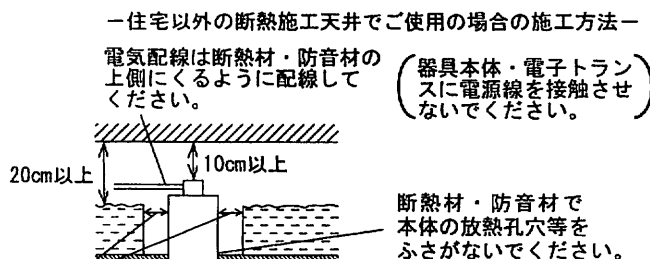 －住宅以外の断熱施工天井でご使用の場合の施工方法－
電気配線は断熱材・防音材の
上側にくるように配線して
ください。
器具本体・電子トラン
スに電源線を接触させ
ないでください。
20cm以上
10cm以上
断熱材・防音材で
本体の放熱孔穴等を
ふさがないでください。